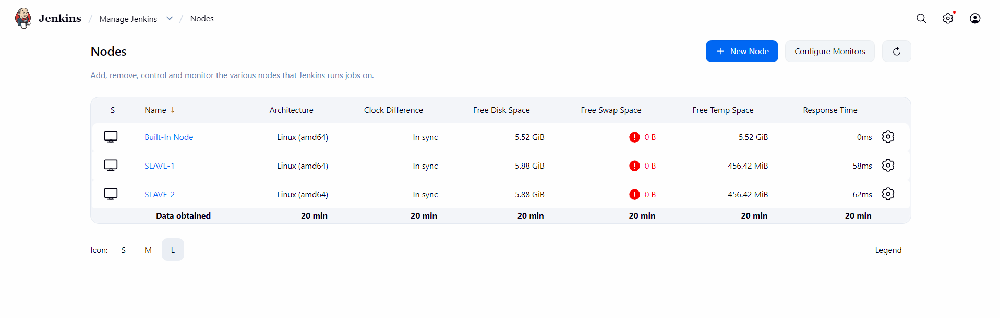 Jenkins / Manage Jenkins / Nodes
Nodes
+ New Node Configure Monitors
Add, remove, control and monitor the various nodes that Jenkins runs jobs on.
S Name ↓ Architecture Clock Difference Free Disk Space Free Swap Space Free Temp Space Response Time
Built-In Node Linux (amd64) In sync 5.52 GiB ! 0 B 5.52 GiB 0ms
SLAVE-1 Linux (amd64) In sync 5.88 GiB ! 0 B 456.42 MiB 58ms
SLAVE-2 Linux (amd64) In sync 5.88 GiB ! 0 B 456.42 MiB 62ms
Data obtained 20 min 20 min 20 min 20 min 20 min 20 min
Icon: S M L Legend